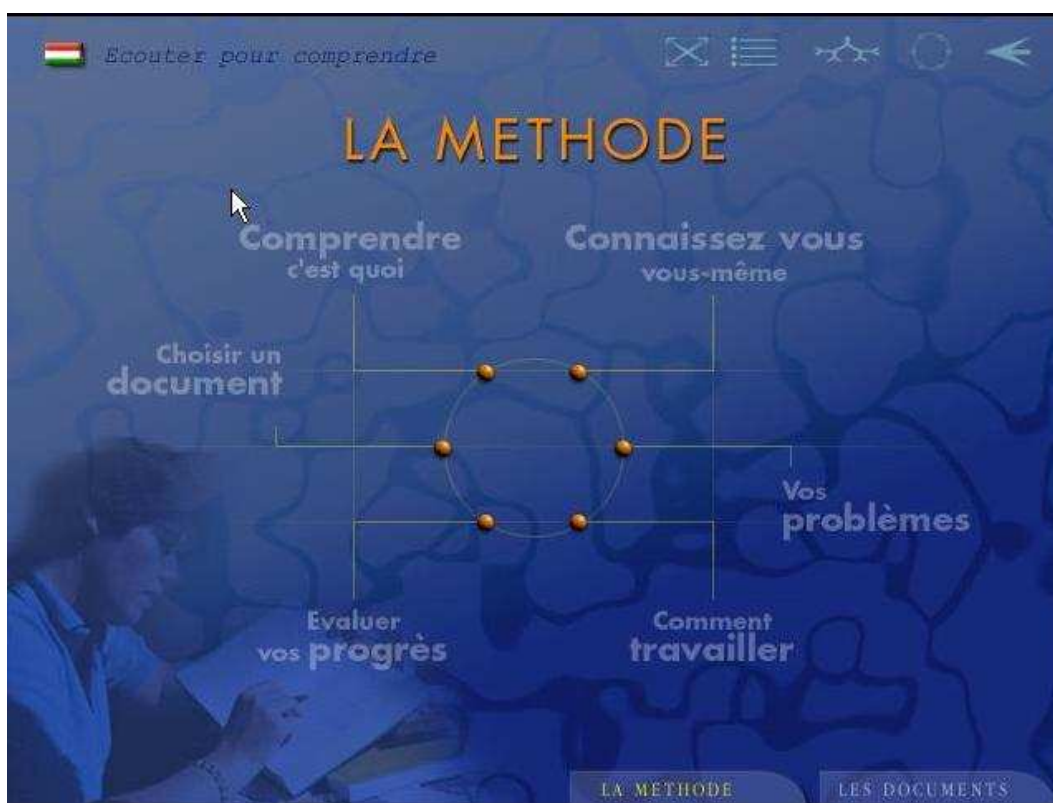 Ecouter pour comprendre
LA METHODE
Comprendre
c'est quoi
Connaissez vous
vous-même
Choisir un
document
Vos
problèmes
Evaluer
vos progrès
Comment
travailler
LA METHODE
LES DOCUMENTS